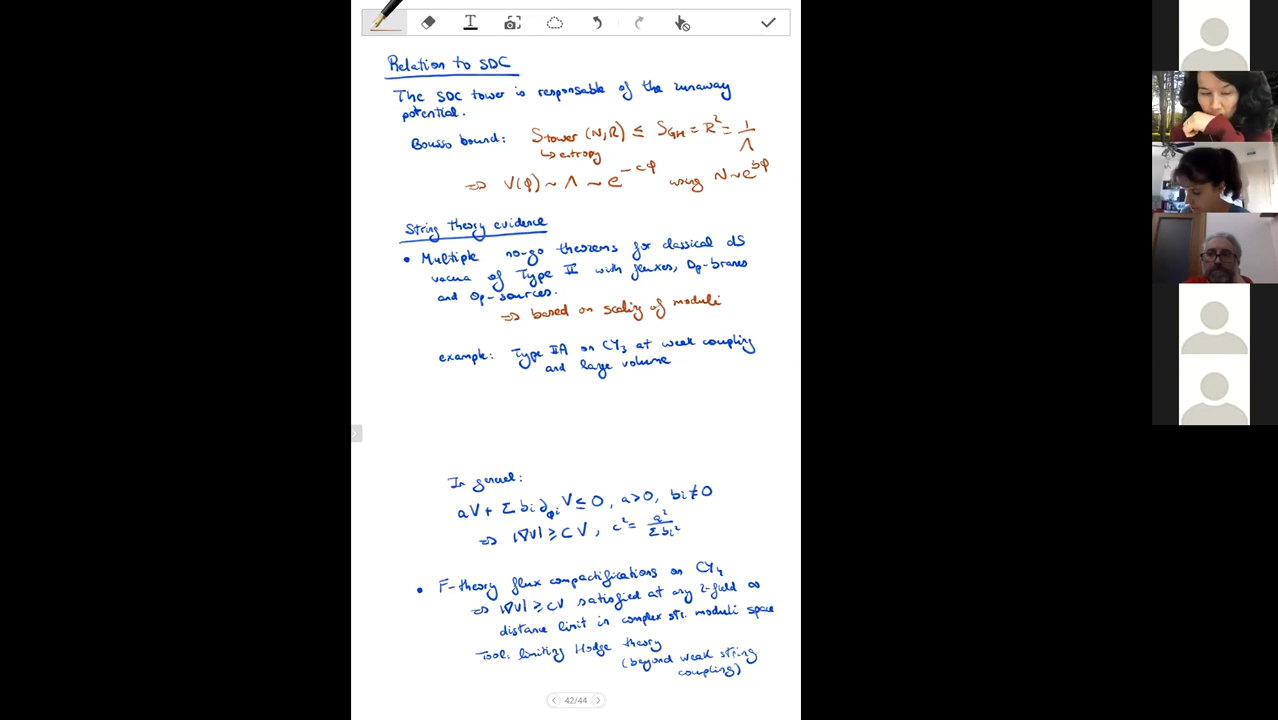 T
Relation to SDC
The SDC tower is responsable of the runaway
potential.
Bousso bound: S_tower (N,R) ≤ S_GH = R² = 1/Λ
↳ entropy
⇒ V(φ) ~ Λ ~ e^{-cφ} using N ~ e^{bφ}
String theory evidence
• Multiple no-go theorems for classical dS
vacua of Type II with fluxes, Dp-branes
and Op-sources.
⇒ based on scaling of moduli
example: Type IIA on CY₃ at weak coupling
and large volume
In general:
aV + Σ bᵢ ∂_φᵢ V ≤ 0, a>0, bᵢ≠0
⇒ |∇V| ≥ cV, c² = a²/Σbᵢ²
• F-theory flux compactifications on CY₄
⇒ |∇V| ≥ cV satisfied at any 2-field ∞
distance limit in complex str. moduli space
Tool: limiting Hodge theory
(beyond weak string
coupling)
42/44